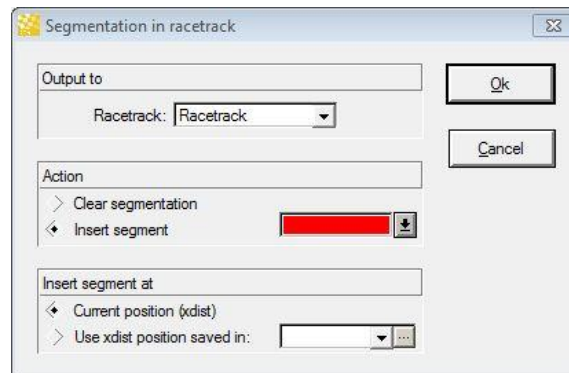 Segmentation in racetrack
Output to
Racetrack: Racetrack
Ok
Cancel
Action
Clear segmentation
Insert segment
Insert segment at
Current position (xdist)
Use xdist position saved in:
...